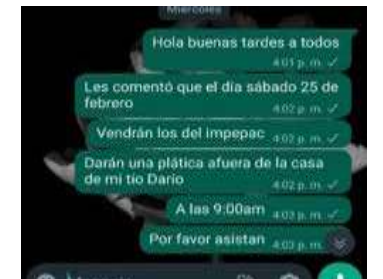 Miércoles
Hola buenas tardes a todos
4:01 p. m.
Les comentó que el día sábado 25 de
febrero
4:02 p. m.
Vendrán los del impepac 4:02 p. m.
Darán una plática afuera de la casa
de mi tío Darío
4:02 p. m.
A las 9:00am 4:03 p. m.
Por favor asistan 4:03 p. m.